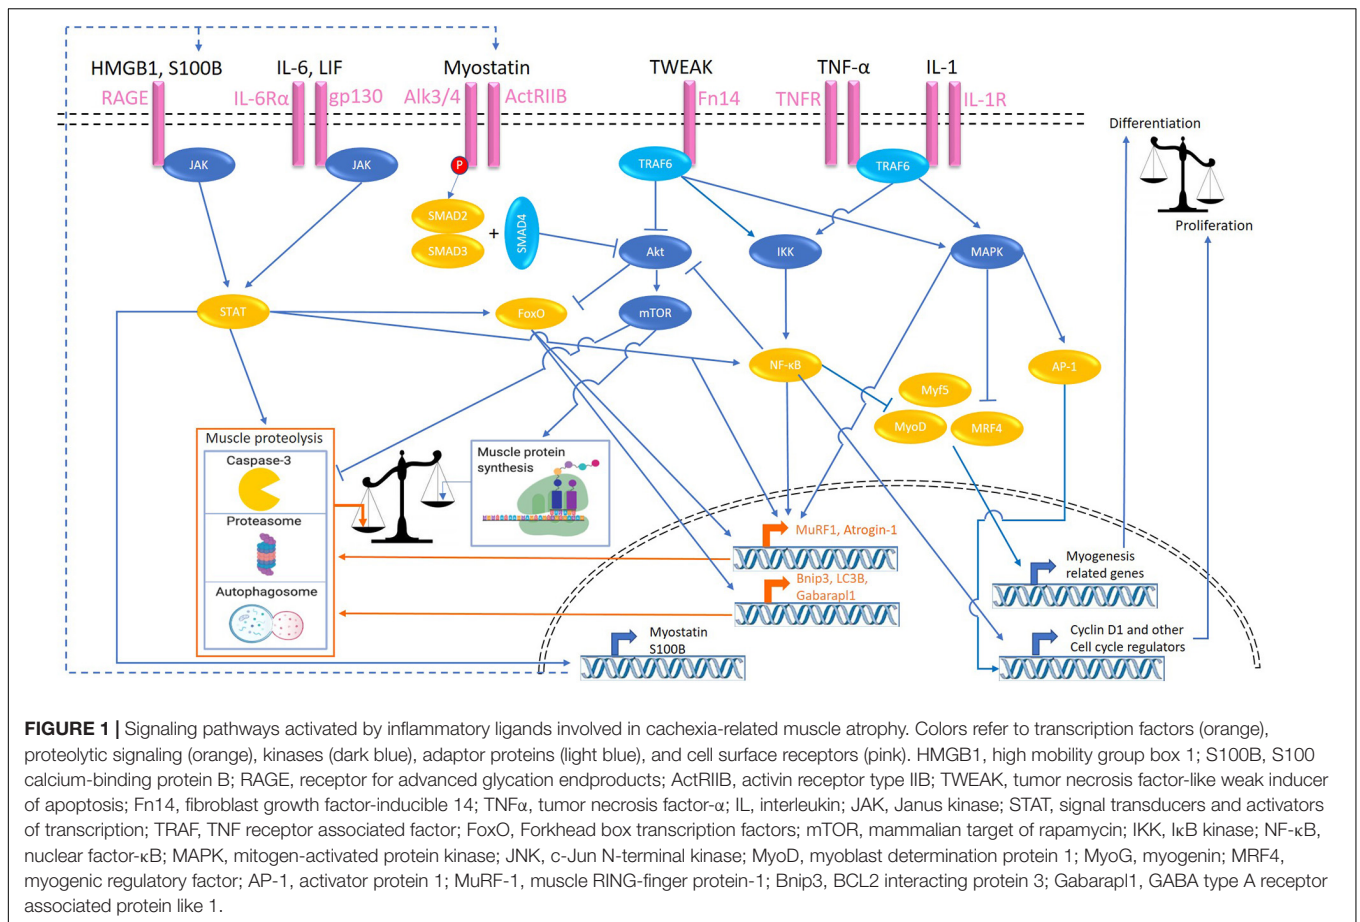 HMGB1, S100B
IL-6, LIF
Myostatin
TWEAK
TNF-α
IL-1
RAGE
IL-6Rα
gp130
Alk3/4
ActRIIB
Fn14
TNFR
IL-1R
Differentiation
Proliferation
JAK
JAK
P
TRAF6
TRAF6
SMAD2
SMAD3
+
SMAD4
Akt
IKK
MAPK
STAT
FoxO
mTOR
NF-κB
AP-1
Myf5
MyoD
MRF4
Muscle proteolysis
Caspase-3
Proteasome
Autophagosome
Muscle protein
synthesis
MuRF1, Atrogin-1
Bnip3, LC3B,
Gabarapl1
Myostatin
S100B
Myogenesis
related genes
Cyclin D1 and other
Cell cycle regulators
FIGURE 1 | Signaling pathways activated by inflammatory ligands involved in cachexia-related muscle atrophy. Colors refer to transcription factors (orange),
proteolytic signaling (orange), kinases (dark blue), adaptor proteins (light blue), and cell surface receptors (pink). HMGB1, high mobility group box 1; S100B, S100
calcium-binding protein B; RAGE, receptor for advanced glycation endproducts; ActRIIB, activin receptor type IIB; TWEAK, tumor necrosis factor-like weak inducer
of apoptosis; Fn14, fibroblast growth factor-inducible 14; TNFα, tumor necrosis factor-α; IL, interleukin; JAK, Janus kinase; STAT, signal transducers and activators
of transcription; TRAF, TNF receptor associated factor; FoxO, Forkhead box transcription factors; mTOR, mammalian target of rapamycin; IKK, IκB kinase; NF-κB,
nuclear factor-κB; MAPK, mitogen-activated protein kinase; JNK, c-Jun N-terminal kinase; MyoD, myoblast determination protein 1; MyoG, myogenin; MRF4,
myogenic regulatory factor; AP-1, activator protein 1; MuRF-1, muscle RING-finger protein-1; Bnip3, BCL2 interacting protein 3; Gabarapl1, GABA type A receptor
associated protein like 1.